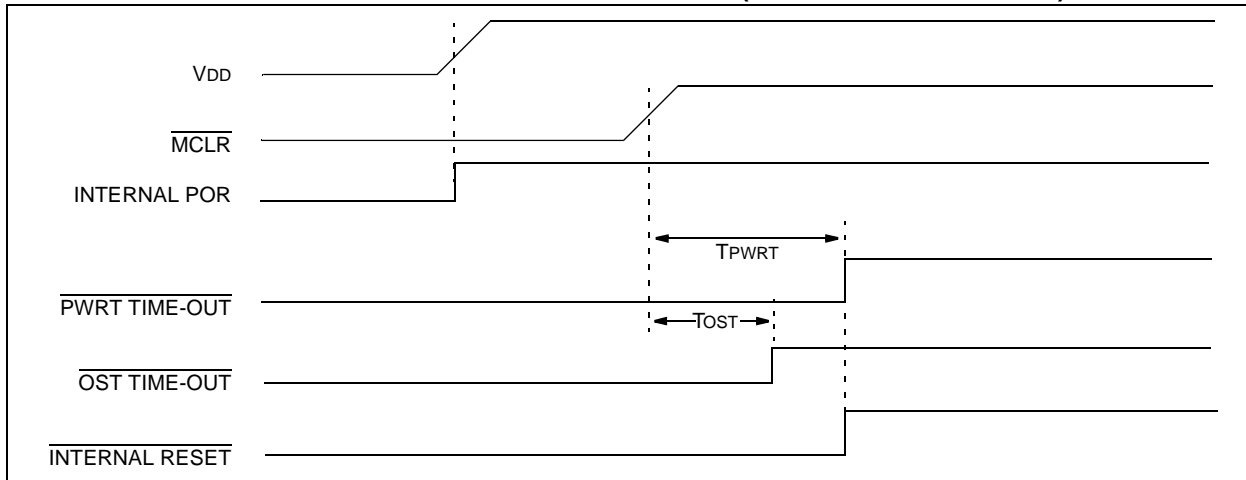 VDD
MCLR
INTERNAL POR
TPWRT
PWRT TIME-OUT
TOST
OST TIME-OUT
INTERNAL RESET